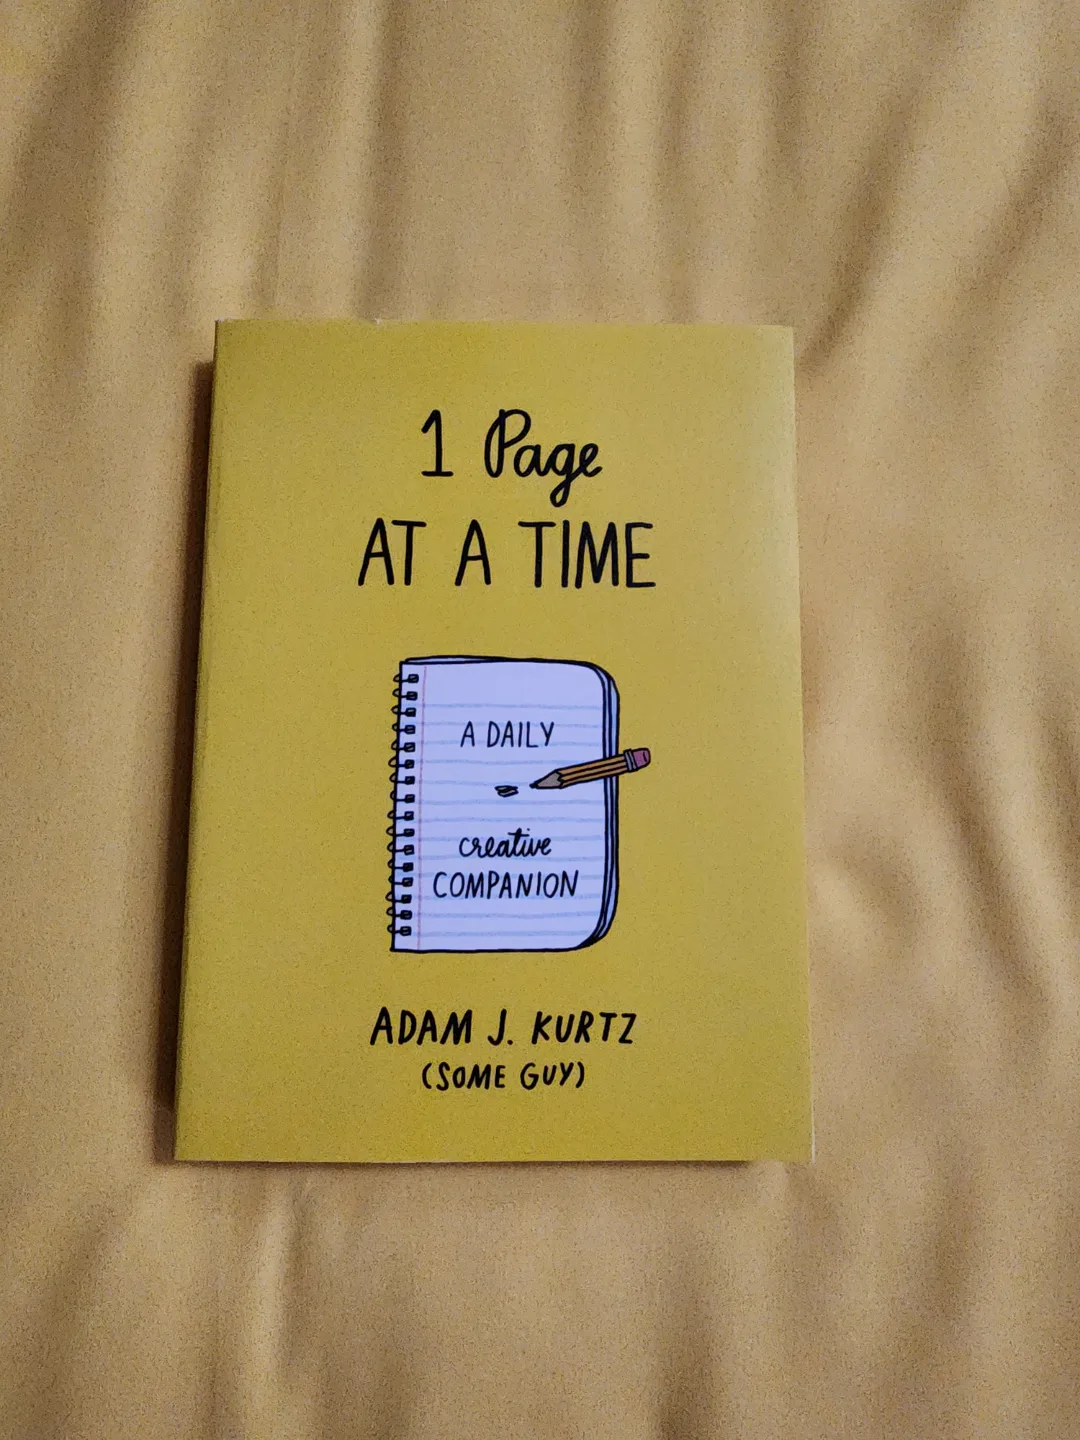 1 Page
AT A TIME
A DAILY
creative
COMPANION
ADAM J. KURTZ
(SOME GUY)